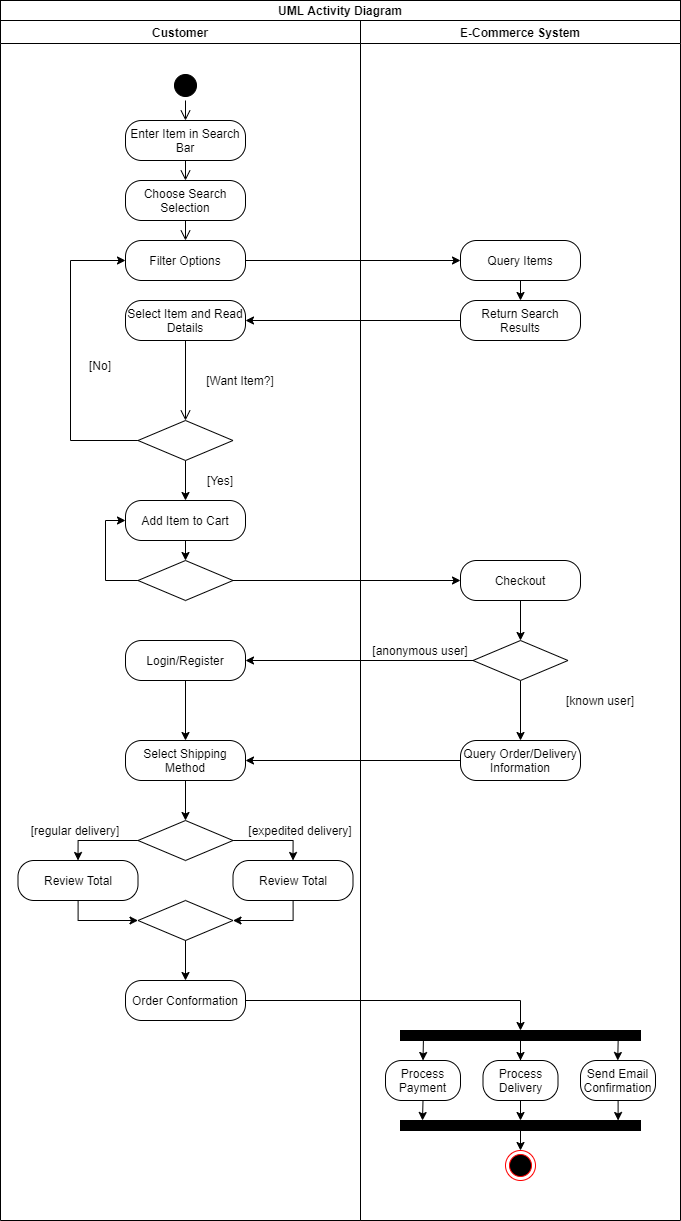 UML Activity Diagram
Customer
E-Commerce System
Enter Item in Search
Bar
Choose Search
Selection
Filter Options
Query Items
Select Item and Read
Details
Return Search
Results
[No]
[Want Item?]
[Yes]
Add Item to Cart
Checkout
[anonymous user]
Login/Register
[known user]
Select Shipping
Method
Query Order/Delivery
Information
[regular delivery]
[expedited delivery]
Review Total
Review Total
Order Conformation
Process
Payment
Process
Delivery
Send Email
Confirmation